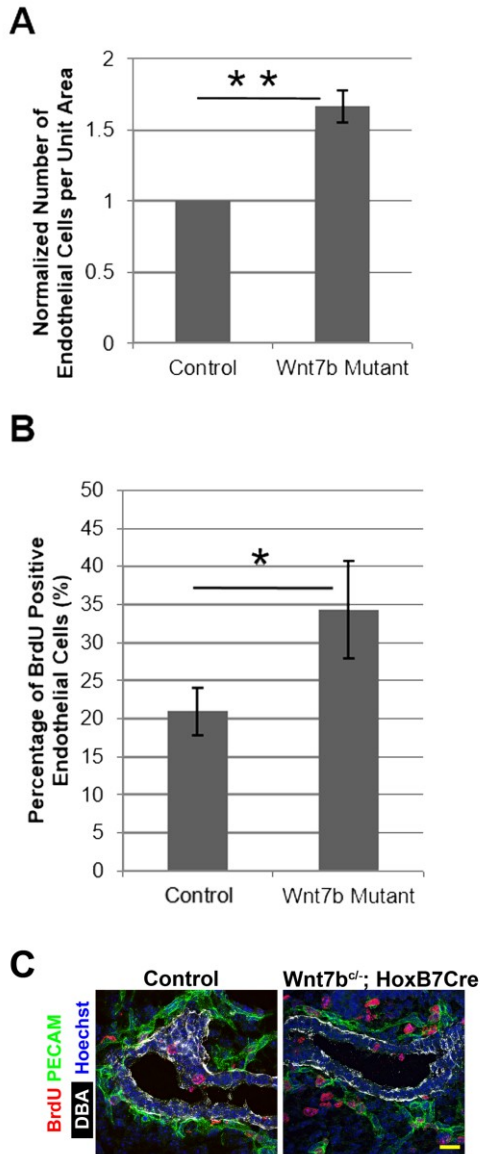 A
Normalized Number of
Endothelial Cells per Unit Area
2
1.5
1
0.5
0
* *
Control
Wnt7b Mutant
B
Percentage of BrdU Positive
Endothelial Cells (%)
50
45
40
35
30
25
20
15
10
5
0
*
Control
Wnt7b Mutant
C
Control
Wnt7b^c/-; HoxB7Cre
BrdU PECAM Hoechst
DBA